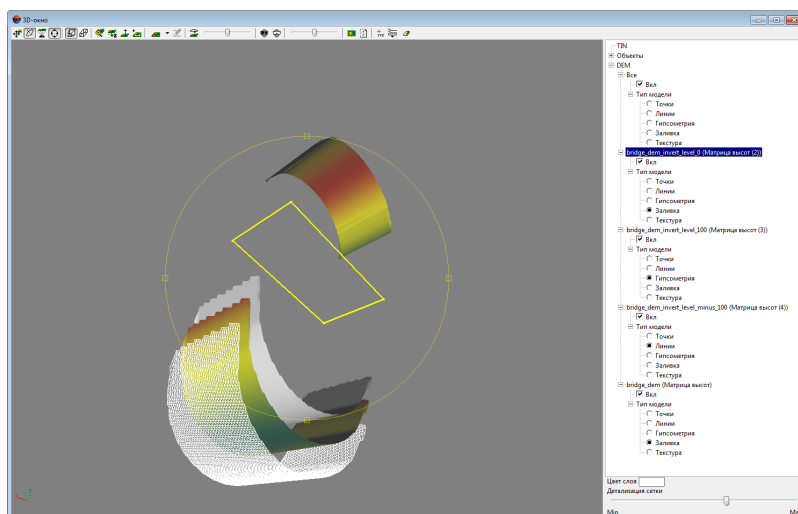 3D-окно
TIN
Объекты
DEM
Все
Вкл
Тип модели
Точки
Линии
Гипсометрия
Заливка
Текстура
bridge_dem_invert_level_0 (Матрица высот (2))
Вкл
Тип модели
Точки
Линии
Гипсометрия
Заливка
Текстура
bridge_dem_invert_level_100 (Матрица высот (3))
Вкл
Тип модели
Точки
Линии
Гипсометрия
Заливка
Текстура
bridge_dem_invert_level_minus_100 (Матрица высот (4))
Вкл
Тип модели
Точки
Линии
Гипсометрия
Заливка
Текстура
bridge_dem (Матрица высот)
Вкл
Тип модели
Точки
Линии
Гипсометрия
Заливка
Текстура
Цвет слоя
Детализация сетки
Min